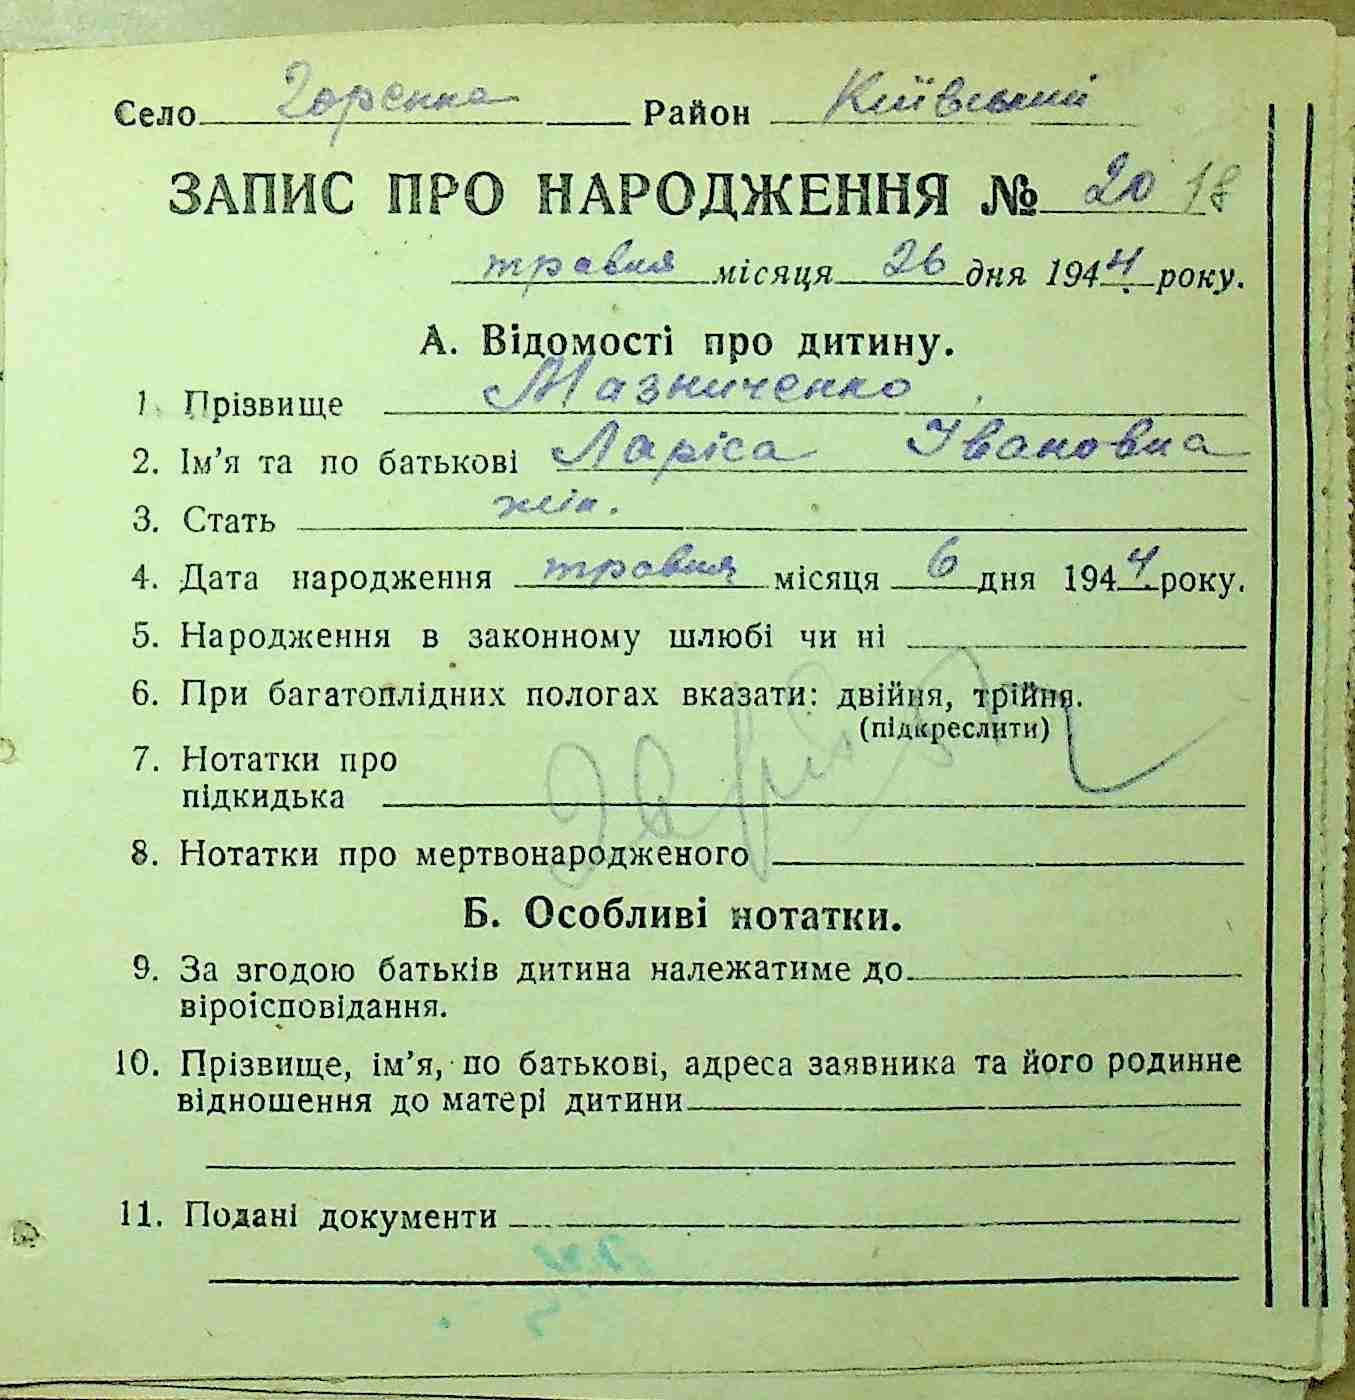 Село Горенка Район Київський
ЗАПИС ПРО НАРОДЖЕННЯ № 20 18
травня місяця 26 дня 1944 року.
А. Відомості про дитину.
1. Прізвище Мазниченко
2. Ім'я та по батькові Ларіса Івановна
3. Стать жін.
4. Дата народження травня місяця 6 дня 1944 року.
5. Народження в законному шлюбі чи ні
6. При багатоплідних пологах вказати: двійня, трійня.
(підкреслити)
7. Нотатки про
підкидька
8. Нотатки про мертвонародженого
Б. Особливі нотатки.
9. За згодою батьків дитина належатиме до
віроісповідання.
10. Прізвище, ім'я, по батькові, адреса заявника та його родинне
відношення до матері дитини
11. Подані документи